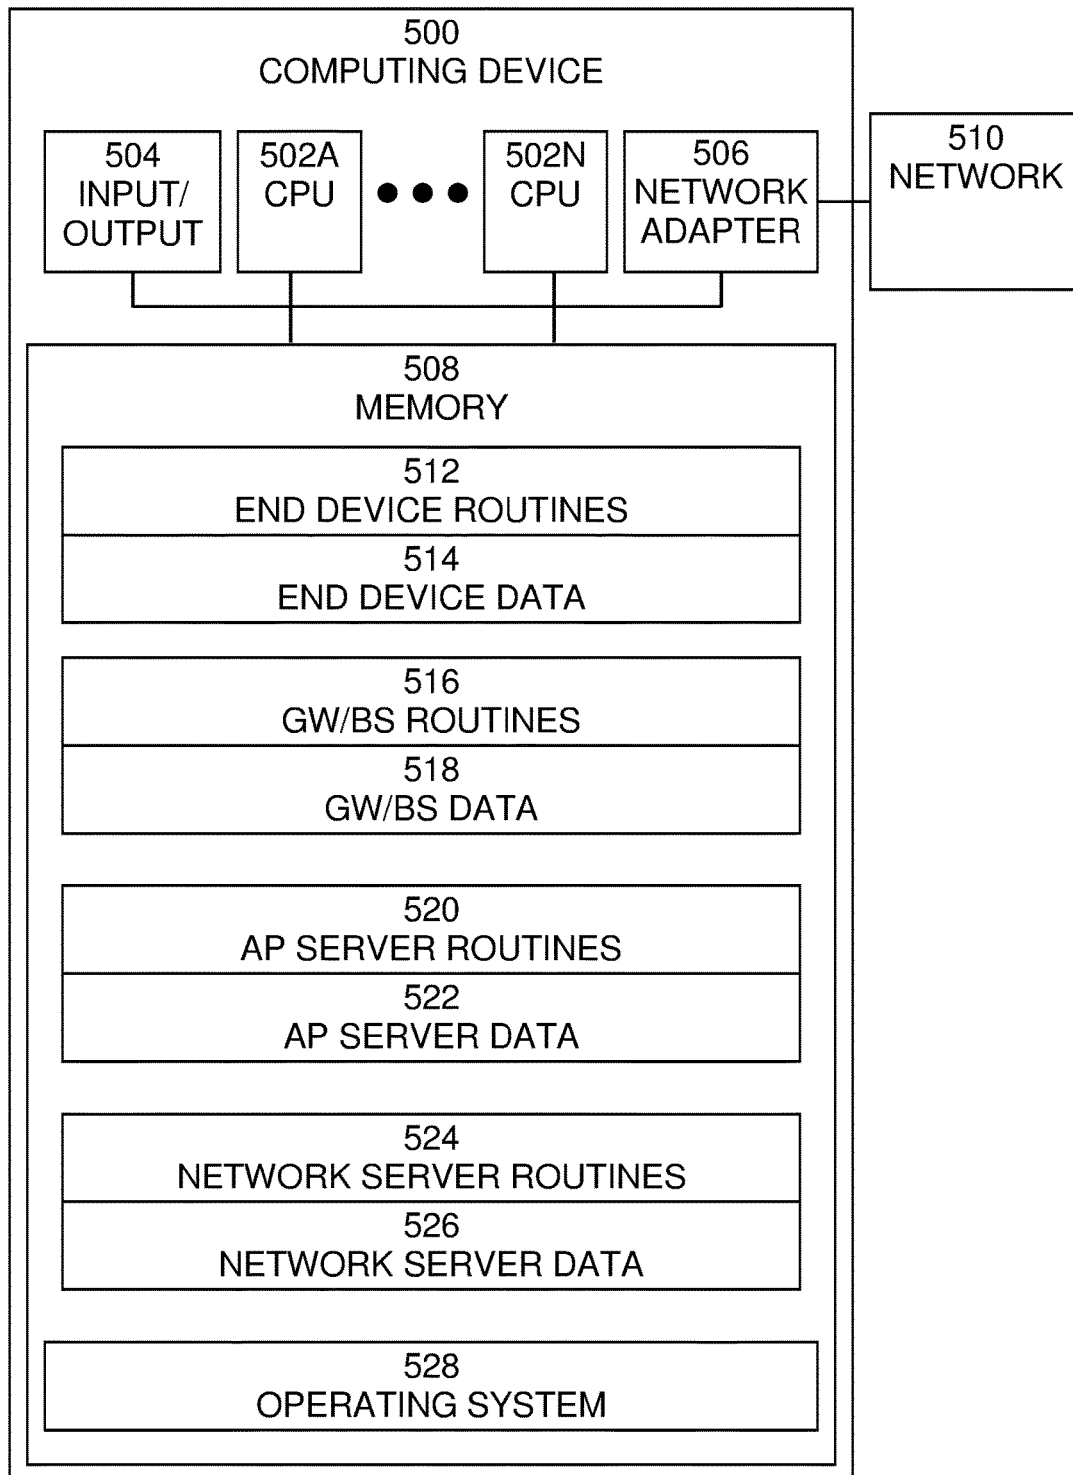 500
COMPUTING DEVICE
504
INPUT/
OUTPUT
502A
CPU
502N
CPU
506
NETWORK
ADAPTER
510
NETWORK
508
MEMORY
512
END DEVICE ROUTINES
514
END DEVICE DATA
516
GW/BS ROUTINES
518
GW/BS DATA
520
AP SERVER ROUTINES
522
AP SERVER DATA
524
NETWORK SERVER ROUTINES
526
NETWORK SERVER DATA
528
OPERATING SYSTEM